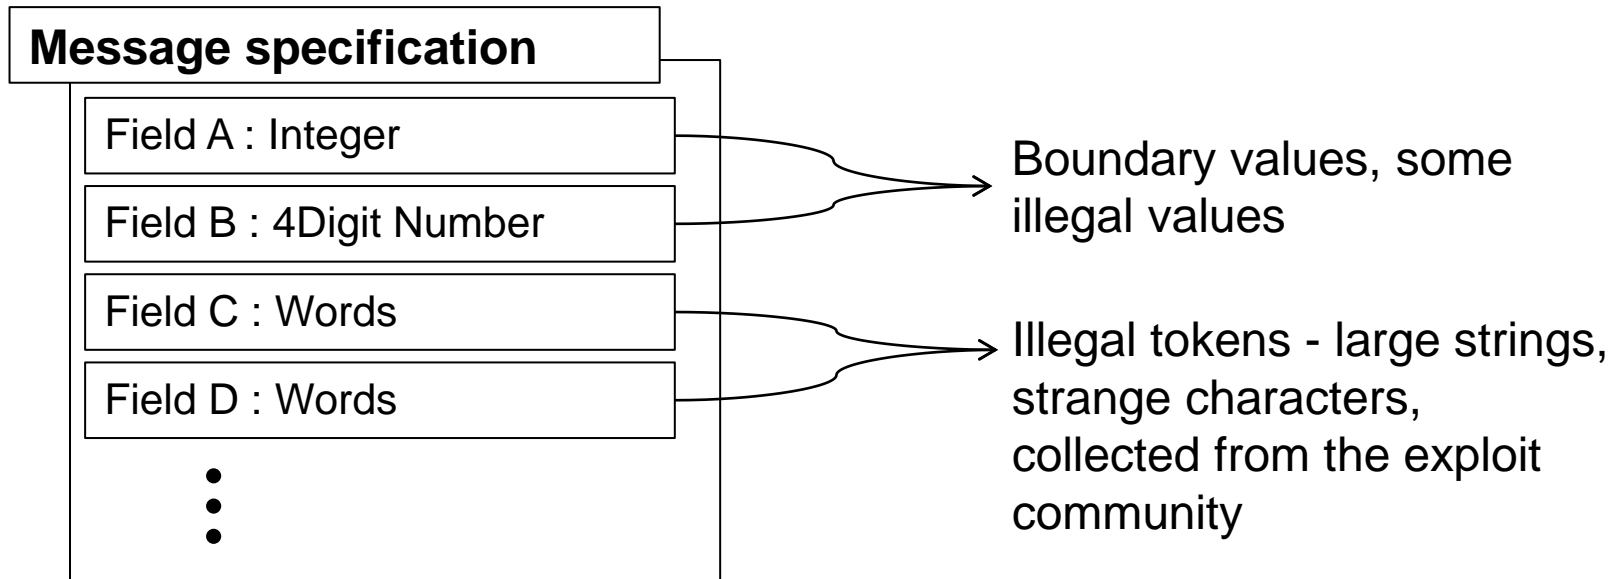 Message specification
Field A : Integer
Field B : 4Digit Number
Field C : Words
Field D : Words
Boundary values, some
illegal values
Illegal tokens - large strings,
strange characters,
collected from the exploit
community